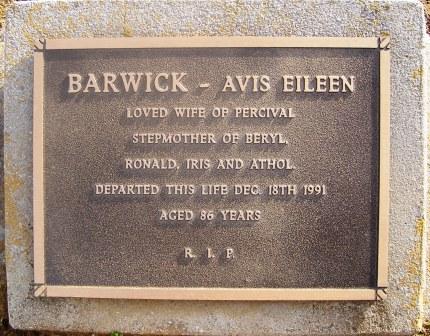 BARWICK - AVIS EILEEN
LOVED WIFE OF PERCIVAL
STEPMOTHER OF BERYL,
RONALD, IRIS AND ATHOL.
DEPARTED THIS LIFE DEC. 18TH 1991
AGED 86 YEARS
R. I. P.